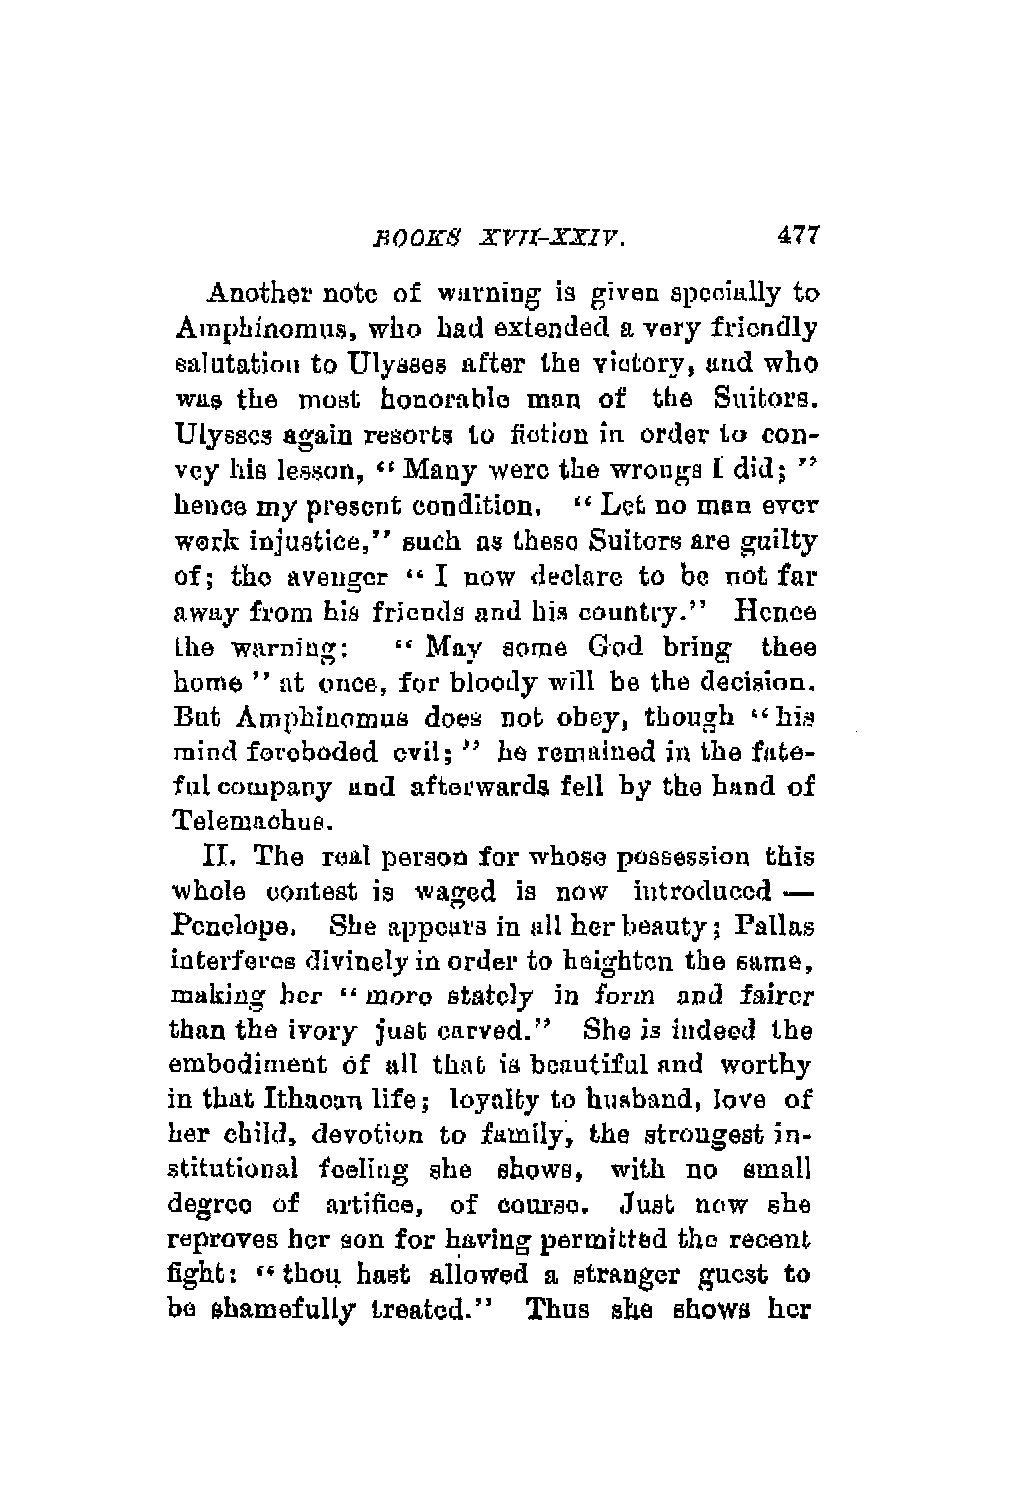 BOOKS XVII-XXIV. 477
Another note of warning is given specially to
Amphinomus, who had extended a very friendly
salutation to Ulysses after the victory, and who
was the most honorable man of the Suitors.
Ulysses again resorts to fiction in order to con-
vey his lesson, "Many were the wrongs I did;"
hence my present condition. "Let no man ever
work injustice," such as these Suitors are guilty
of; the avenger "I now declare to be not far
away from his friends and his country." Hence
the warning: "May some God bring thee
home" at once, for bloody will be the decision.
But Amphinomus does not obey, though "his
mind foreboded evil;" he remained in the fate-
ful company and afterwards fell by the hand of
Telemachus.
II. The real person for whose possession this
whole contest is waged is now introduced —
Penelope. She appears in all her beauty; Pallas
interferes divinely in order to heighten the same,
making her "more stately in form and fairer
than the ivory just carved." She is indeed the
embodiment of all that is beautiful and worthy
in that Ithacan life; loyalty to husband, love of
her child, devotion to family, the strongest in-
stitutional feeling she shows, with no small
degree of artifice, of course. Just now she
reproves her son for having permitted the recent
fight: "thou hast allowed a stranger guest to
be shamefully treated." Thus she shows her